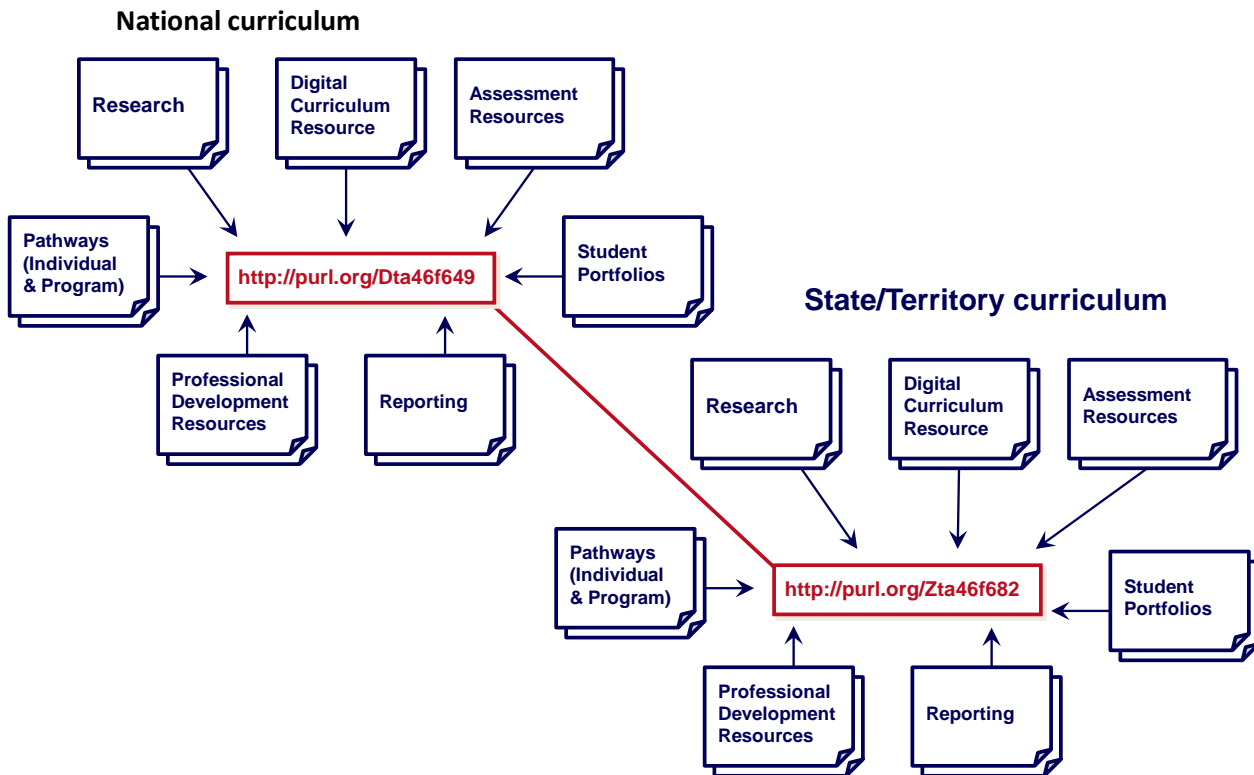 National curriculum
Research
Digital
Curriculum
Resource
Assessment
Resources
Pathways
(Individual
& Program)
http://purl.org/Dta46f649
Student
Portfolios
Professional
Development
Resources
Reporting
State/Territory curriculum
Research
Digital
Curriculum
Resource
Assessment
Resources
Pathways
(Individual
& Program)
http://purl.org/Zta46f682
Student
Portfolios
Professional
Development
Resources
Reporting